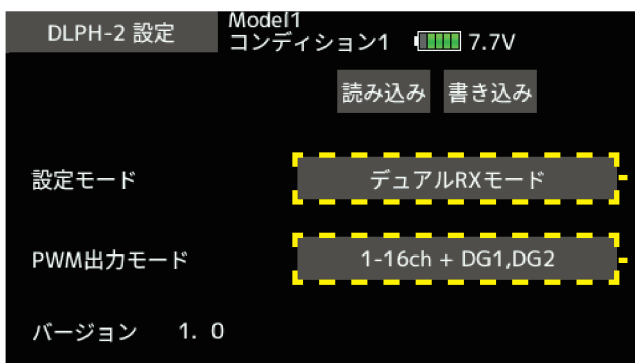 DLPH-2 設定
Model1
コンディション1 7.7V
読み込み 書き込み
設定モード デュアルRXモード
PWM出力モード 1-16ch + DG1,DG2
バージョン 1. 0